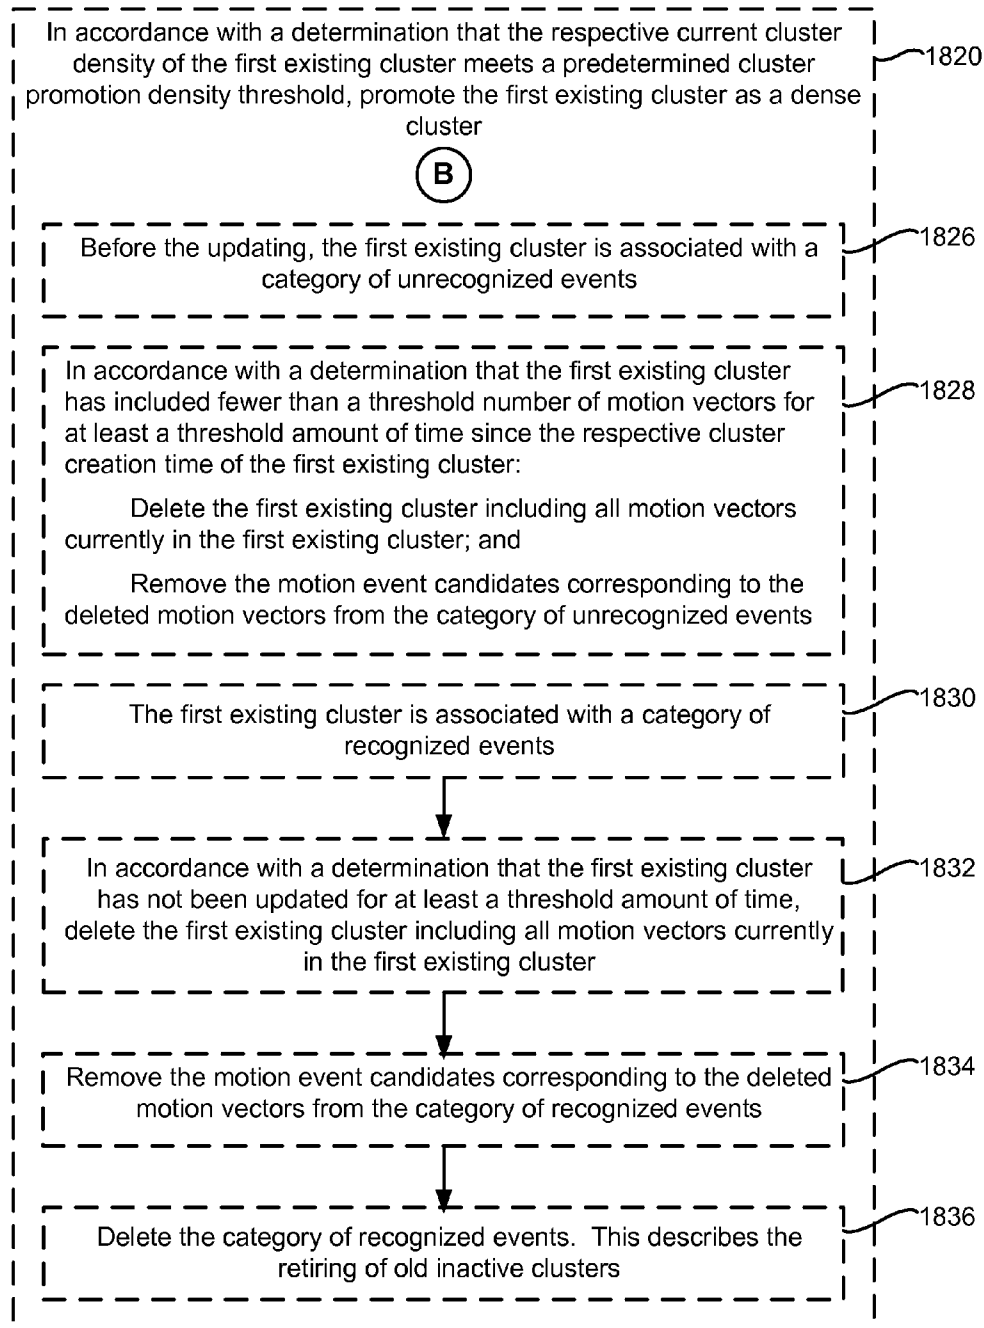 In accordance with a determination that the respective current cluster
density of the first existing cluster meets a predetermined cluster
promotion density threshold, promote the first existing cluster as a dense
cluster
1820
B
Before the updating, the first existing cluster is associated with a
category of unrecognized events
1826
In accordance with a determination that the first existing cluster
has included fewer than a threshold number of motion vectors for
at least a threshold amount of time since the respective cluster
creation time of the first existing cluster:
Delete the first existing cluster including all motion vectors
currently in the first existing cluster; and
Remove the motion event candidates corresponding to the
deleted motion vectors from the category of unrecognized events
1828
The first existing cluster is associated with a category of
recognized events
1830
In accordance with a determination that the first existing cluster
has not been updated for at least a threshold amount of time,
delete the first existing cluster including all motion vectors currently
in the first existing cluster
1832
Remove the motion event candidates corresponding to the deleted
motion vectors from the category of recognized events
1834
Delete the category of recognized events.  This describes the
retiring of old inactive clusters
1836